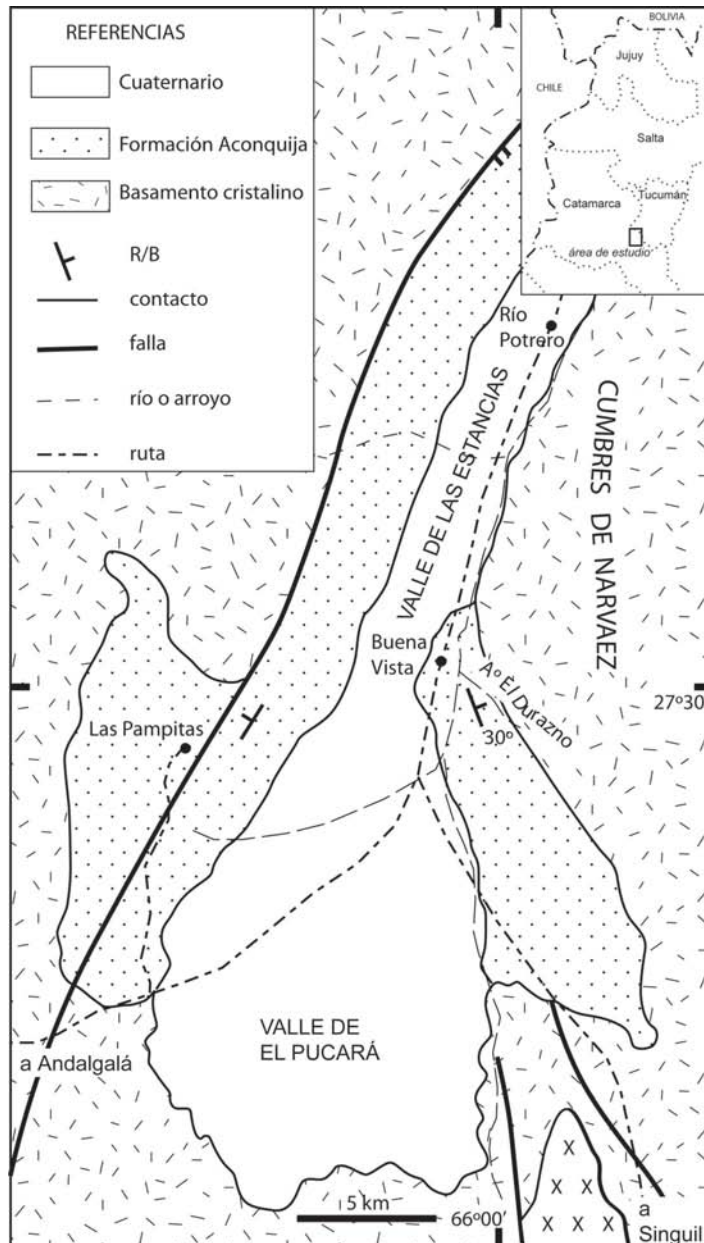 REFERENCIAS
Cuaternario
Formación Aconquija
Basamento cristalino
R/B
contacto
falla
río o arroyo
ruta
BOLIVIA
Jujuy
CHILE
Salta
Tucumán
Catamarca
área de estudio
Río
Potrero
CUMBRES DE NARVAEZ
VALLE DE LAS ESTANCIAS
Buena
Vista
Aº El Durazno
27º30
Las Pampitas
30º
VALLE DE
EL PUCARÁ
a Andalgalá
X
X X
X X X
5 km
66º00'
a
Singuil